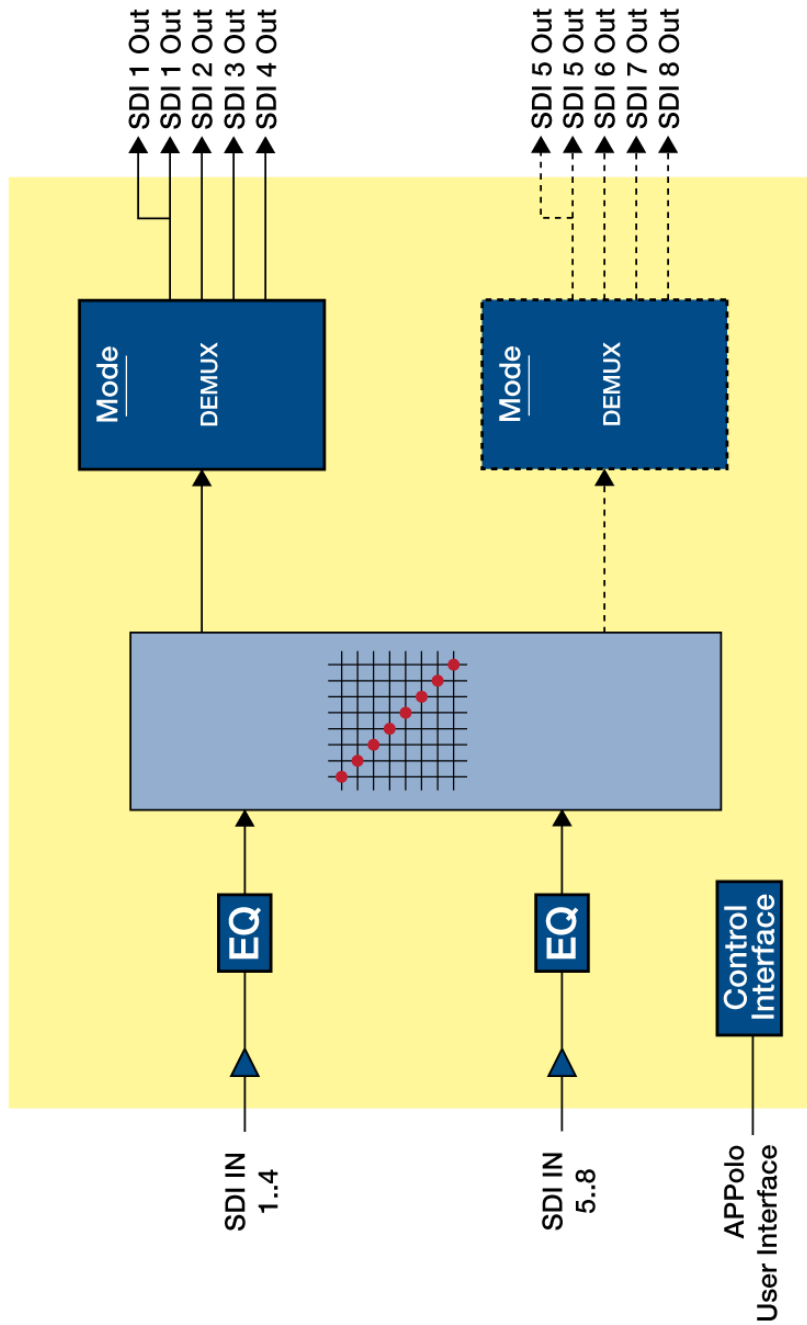 SDI IN
1..4
EQ
Mode
DEMUX
SDI 1 Out
SDI 1 Out
SDI 2 Out
SDI 3 Out
SDI 4 Out
SDI IN
5..8
EQ
Mode
DEMUX
SDI 5 Out
SDI 5 Out
SDI 6 Out
SDI 7 Out
SDI 8 Out
APPolo
User Interface
Control
Interface